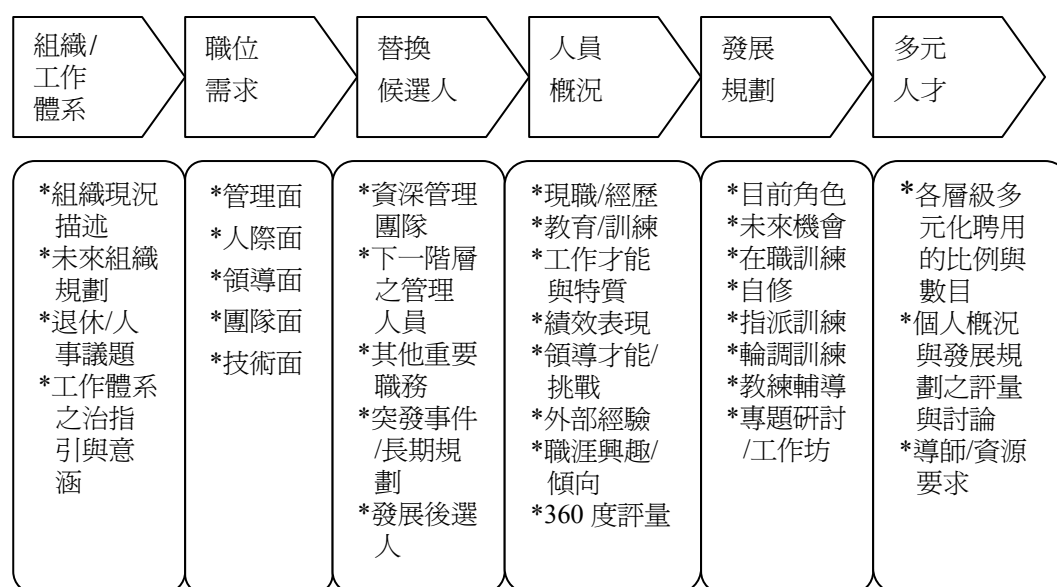 組織/
工作
體系
職位
需求
替換
候選人
人員
概況
發展
規劃
多元
人才
*組織現況
描述
*未來組織
規劃
*退休/人
事議題
*工作體系
之治指
引與意
涵
*管理面
*人際面
*領導面
*團隊面
*技術面
*資深管理
團隊
*下一階層
之管理
人員
*其他重要
職務
*突發事件
/長期規
劃
*發展後選
人
*現職/經歷
*教育/訓練
*工作才能
與特質
*績效表現
*領導才能/
挑戰
*外部經驗
*職涯興趣/
傾向
*360 度評量
*目前角色
*未來機會
*在職訓練
*自修
*指派訓練
*輪調訓練
*教練輔導
*專題研討
/工作坊
*各層級多
元化聘用
的比例與
數目
*個人概況
與發展規
劃之評量
與討論
*導師/資源
要求